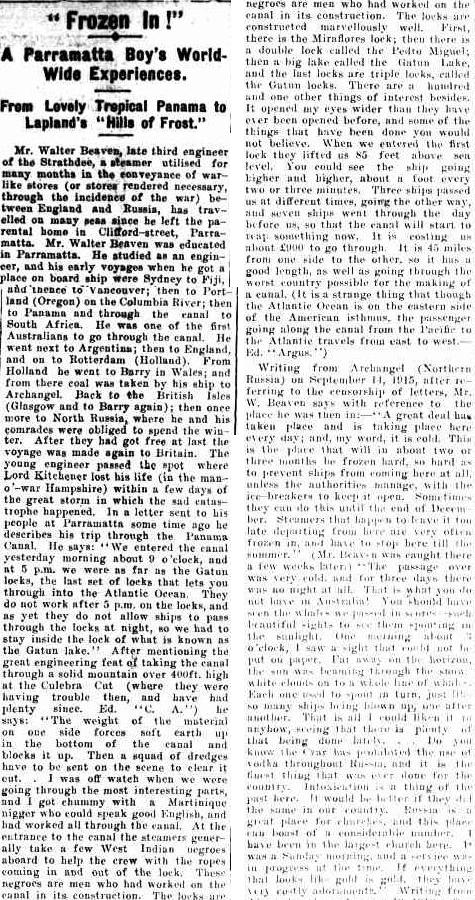 "Frozen In!"
A Parramatta Boy's World-
Wide Experiences.
From Lovely Tropical Panama to
Lapland's "Hills of Frost."
Mr. Walter Beaven, late third engineer
of the Strathdee, a steamer utilised for
many months in the conveyance of war-
like stores (or stores rendered necessary,
through the incidence of the war) be-
tween England and Russia, has trav-
elled on many seas since he left the pa-
rental home in Clifford-street, Parra-
matta. Mr. Walter Beaven was educated
in Parramatta. He studied as an engin-
eer, and his early voyages when he got a
place on board ship were Sydney to Fiji,
and thence to Vancouver; then to Port-
land (Oregon) on the Columbia River; then
to Panama and through the canal to
South Africa. He was one of the first
Australians to go through the canal. He
went next to Argentina; then to England,
and on to Rotterdam (Holland). From
Holland he went to Barry in Wales; and
from there coal was taken by his ship to
Archangel. Back to the British Isles
(Glasgow and to Barry again); then once
more to North Russia, where he and his
comrades were obliged to spend the win-
ter. After they had got free at last the
voyage was made again to Britain. The
young engineer passed the spot where
Lord Kitchener lost his life (in the man-
o'-war Hampshire) within a few days of
the great storm in which the sad catas-
trophe happened. In a letter sent to his
people at Parramatta some time ago he
describes his trip through the Panama
Canal. He says: "We entered the canal
yesterday morning about 9 o'clock, and
at 5 p.m. we were as far as the Gatun
locks, the last set of locks that lets you
through into the Atlantic Ocean. They
do not work after 5 p.m. on the locks, and
as yet they do not allow ships to pass
through the locks at night, so we had to
stay inside the lock of what is known as
the Gatun lake." After mentioning the
great engineering feat of taking the canal
through a solid mountain over 400ft. high
at the Culebra Cut (where they were
having trouble then, and have had
plenty since. Ed. "C. A.") he
says: "The weight of the material
on one side forces soft earth up
in the bottom of the canal and
blocks it up. Then a squad of dredges
have to be sent on the scene to clear it
out. . I was off watch when we were
going through the most interesting parts,
and I got chummy with a Martinique
nigger who could speak good English, and
had worked all through the canal. At the
entrance to the canal the steamers gener-
ally take a few West Indian negroes
aboard to help the crew with the ropes
coming in and out of the lock. These
negroes are men who had worked on the
canal in its construction. The locks are
negroes are men who had worked on the
canal in its construction. The locks are
constructed marvellously well. First,
there is the Miraflores lock; then there is
a double lock called the Pedro Miguel;
then a big lake called the Gatun Lake,
and the last locks are triple locks, called
the Gatun locks. There are a hundred
and one other things of interest besides.
It opened my eyes wider than they have
ever been opened before, and some of the
things that have been done you would
not believe. When we entered the first
lock they lifted us 85 feet above sea
level. You could see the ship going
higher and higher, about a foot every
two or three minutes. Three ships passed
us at different times, going the other way,
and seven ships went through the day
before us, so that the canal will start to
reap something now. It is costing us
about £900 to go through. It is 45 miles
from one side to the other, so it has a
good length, as well as going through the
worst country possible for the making of
a canal. (It is a strange thing that though
the Atlantic Ocean is on the eastern side
of the American isthmus, the passenger
going along the canal from the Pacific to
the Atlantic travels from east to west.—
Ed. "Argus.")
Writing from Archangel (Northern
Russia) on September 14, 1915, after re-
ferring to the censorship of letters, Mr.
W. Beaven says with reference to the
place he was then in:—"A great deal has
taken place and is taking place here
every day; and, my word, it is cold. This
is the place that will in about two or
three months be frozen hard, so hard as
to prevent ships from coming here at all,
unless the authorities manage, with the
ice-breakers to keep it open. Sometimes
they can do this until the end of Decem-
ber. Steamers that happen to leave it too
late departing from here are very often
frozen in, and have to stop here till the
summer." (Mr. Beaven was caught there
a few weeks later.) "The passage over
was very cold, and for three days there
was no night at all. That is what you do
not have in Australia! You should have
seen the whales we passed in scores—such
beautiful sights to see them spouting in
the sunlight. One morning about 3
o'clock, I saw a sight that could not be
put on paper. Far away on the horizon,
the sun was beaming through the snow-
white clouds on to a whole line of whales.
Each one used to spout in turn, just like
so many ships being blown up, one after
another. That is all I could liken it to
anyhow, seeing that there is plenty of
that being done lately. . . Do you
know the Czar has prohibited the use of
vodka throughout Russia, and it is the
finest thing that was ever done for the
country. Intoxication is a thing of the
past here. It would be better if they did
the same in our country. Russia is a
great place for churches, and this place
can boast of a considerable number. I
have been in the largest church here. It
was a Sunday morning, and a service was
in progress at the time. If everything
that looks like gold is gold, they have
very costly adornments." Writing from